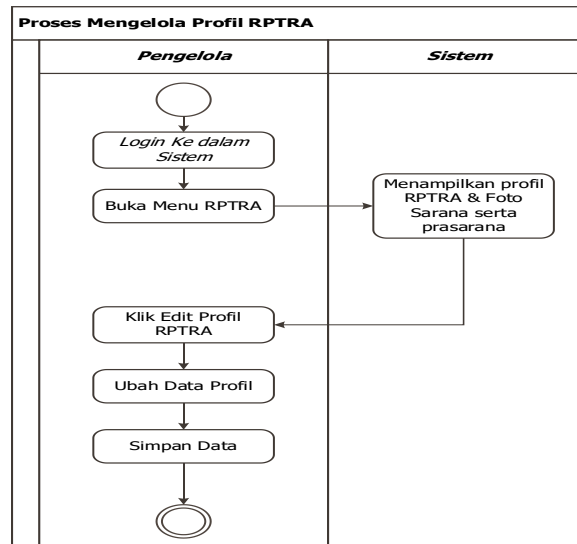 Proses Mengelola Profil RPTRA
Pengelola
Sistem
Login Ke dalam
Sistem
Buka Menu RPTRA
Menampilkan profil
RPTRA & Foto
Sarana serta
prasarana
Klik Edit Profil
RPTRA
Ubah Data Profil
Simpan Data